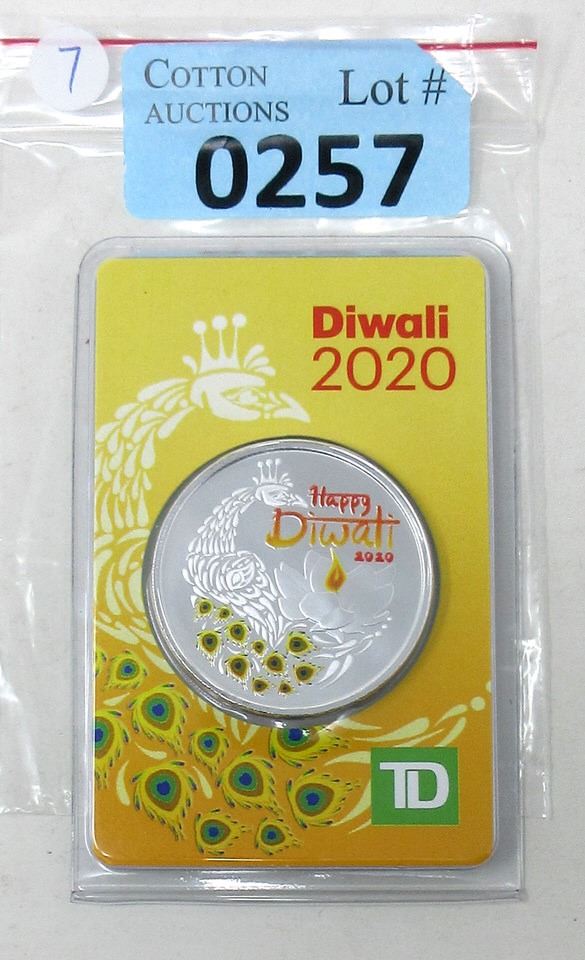 7
COTTON
AUCTIONS
Lot #
0257
Diwali
2020
Happy
Diwali
2020
TD